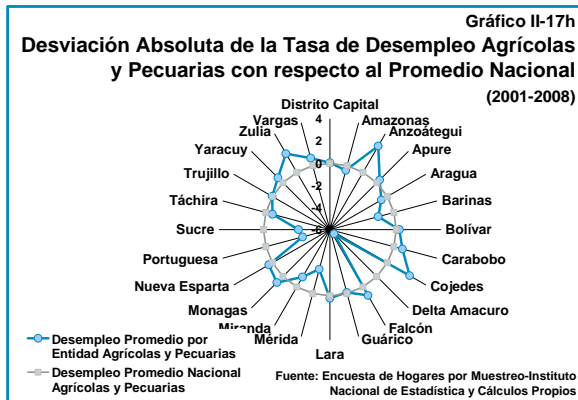 Gráfico II-17h
Desviación Absoluta de la Tasa de Desempleo Agrícolas
y Pecuarias con respecto al Promedio Nacional
(2001-2008)
Distrito Capital
Amazonas
Anzoátegui
Apure
Aragua
Barinas
Bolívar
Carabobo
Cojedes
Delta Amacuro
Falcón
Guárico
Lara
Mérida
Miranda
Monagas
Nueva Esparta
Portuguesa
Sucre
Táchira
Trujillo
Yaracuy
Zulia
Vargas
4
2
0
-2
-4
-6
Desempleo Promedio por
Entidad Agrícolas y Pecuarias
Desempleo Promedio Nacional
Agrícolas y Pecuarias
Fuente: Encuesta de Hogares por Muestreo-Instituto
Nacional de Estadística y Cálculos Propios